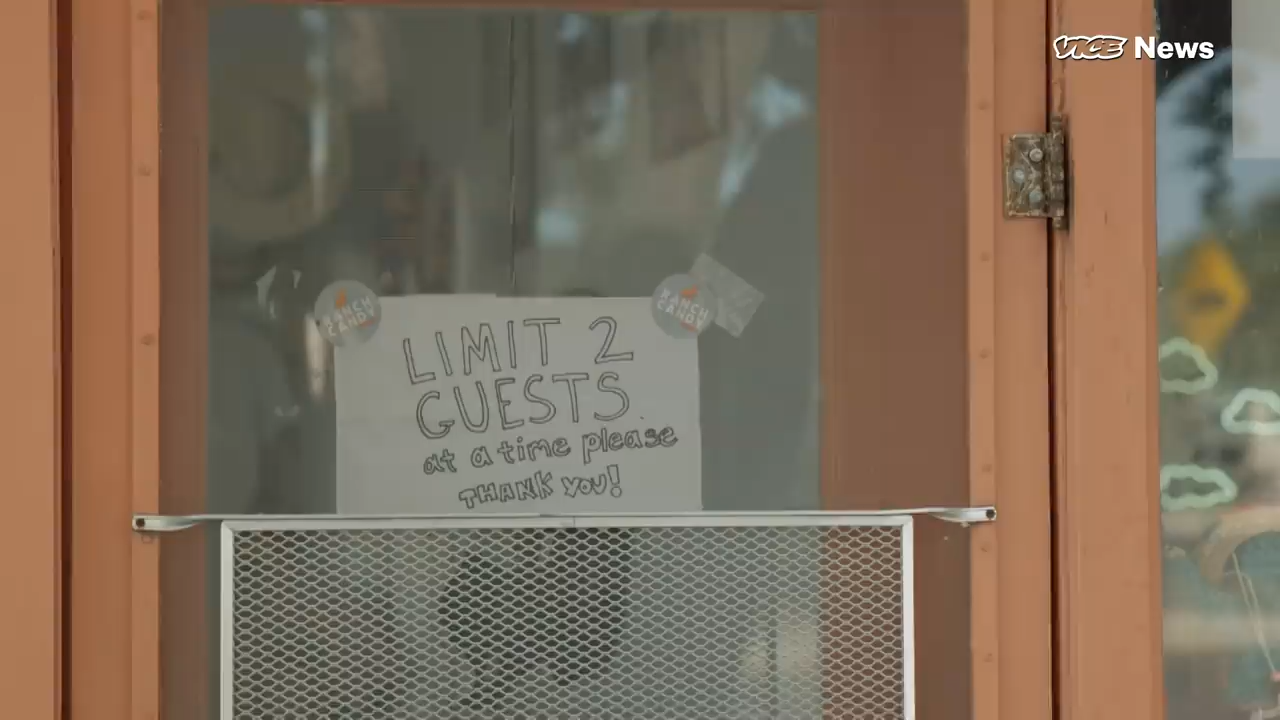 VICE News
RANCH
CANDY
RANCH
CANDY
LIMIT 2
GUESTS
at a time please
THANK YOU!